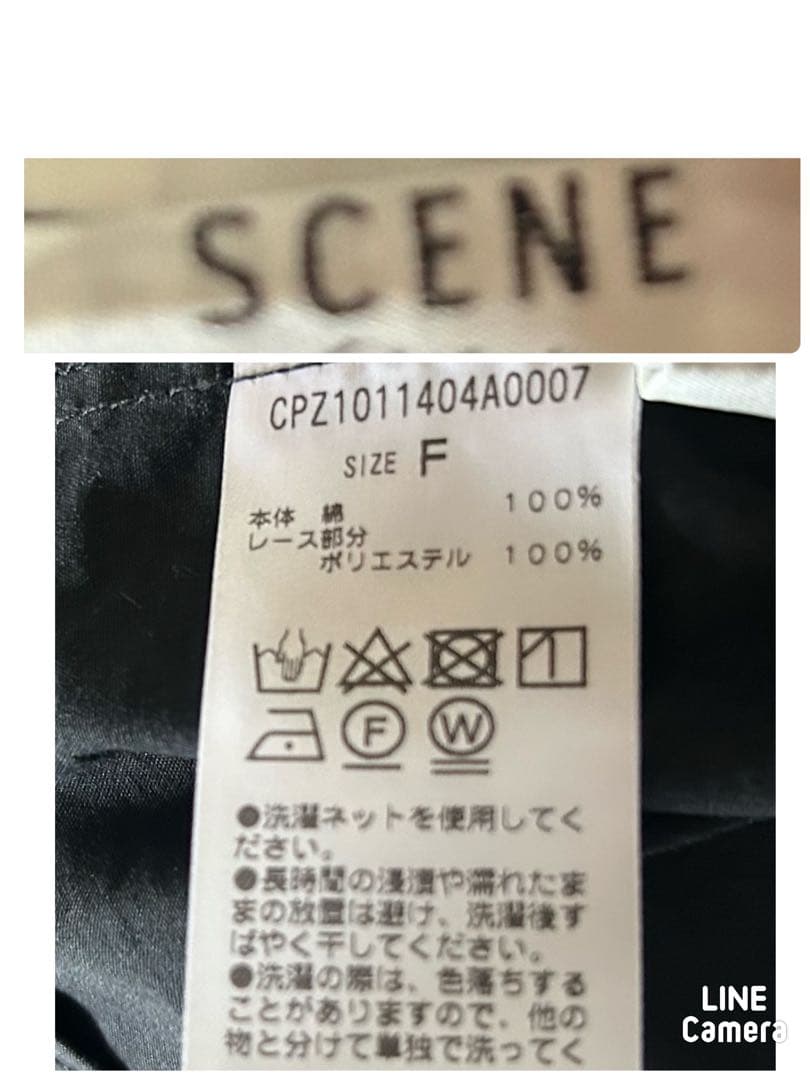 SCENE
CPZ1011404A0007
SIZE F
本体 綿 100%
レース部分
ポリエステル 100%
F W
●洗濯ネットを使用してく
ださい。
●長時間の浸漬や濡れたま
まの放置は避け、洗濯後す
ばやく干してください。
●洗濯の際は、色落ちする
ことがありますので、他の
物と分けて単独で洗ってく
LINE
Camera